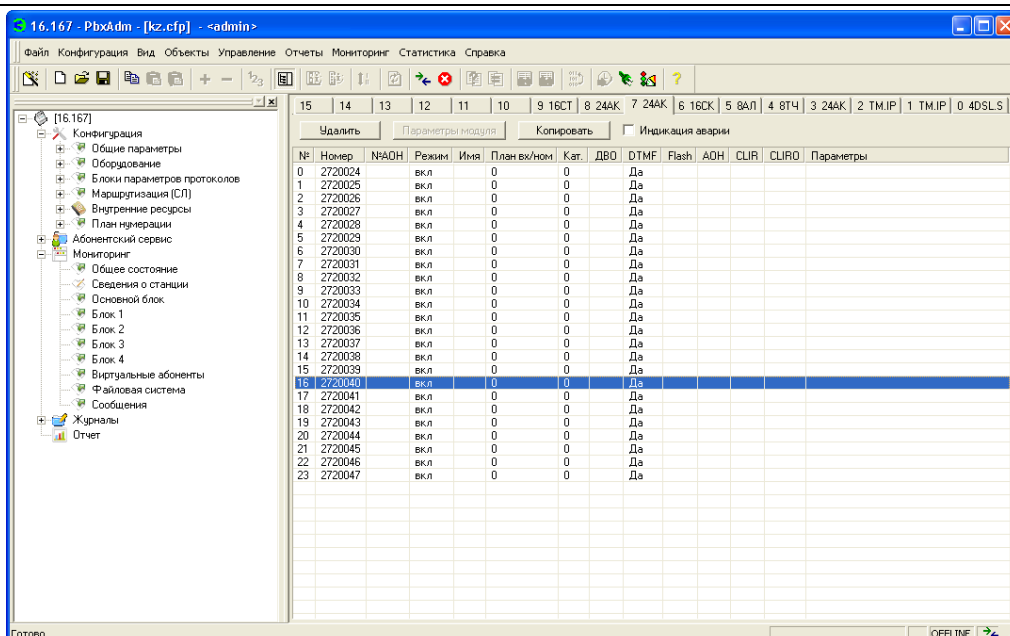 16.167 - PbxAdm - [kz.cfp] - <admin>
Файл Конфигурация Вид Объекты Управление Отчеты Мониторинг Статистика Справка
15 14 13 12 11 10 9 16СТ 8 24АК 7 24АК 6 16СК 5 8АЛ 4 8ТЧ 3 24АК 2 TM.IP 1 TM.IP 0 4DSL.S
Удалить Параметры модуля Копировать Индикация аварии
№ Номер №АОН Режим Имя План вх/ном Кат. ДВО DTMF Flash АОН CLIR CLIRO Параметры
0 2720024 вкл 0 0 Да
1 2720025 вкл 0 0 Да
2 2720026 вкл 0 0 Да
3 2720027 вкл 0 0 Да
4 2720028 вкл 0 0 Да
5 2720029 вкл 0 0 Да
6 2720030 вкл 0 0 Да
7 2720031 вкл 0 0 Да
8 2720032 вкл 0 0 Да
9 2720033 вкл 0 0 Да
10 2720034 вкл 0 0 Да
11 2720035 вкл 0 0 Да
12 2720036 вкл 0 0 Да
13 2720037 вкл 0 0 Да
14 2720038 вкл 0 0 Да
15 2720039 вкл 0 0 Да
16 2720040 вкл 0 0 Да
17 2720041 вкл 0 0 Да
18 2720042 вкл 0 0 Да
19 2720043 вкл 0 0 Да
20 2720044 вкл 0 0 Да
21 2720045 вкл 0 0 Да
22 2720046 вкл 0 0 Да
23 2720047 вкл 0 0 Да
[16.167]
Конфигурация
Общие параметры
Оборудование
Блоки параметров протоколов
Маршрутизация (СЛ)
Внутренние ресурсы
План нумерации
Абонентский сервис
Мониторинг
Общее состояние
Сведения о станции
Основной блок
Блок 1
Блок 2
Блок 3
Блок 4
Виртуальные абоненты
Файловая система
Сообщения
Журналы
Отчет
Готово
OFFLINE